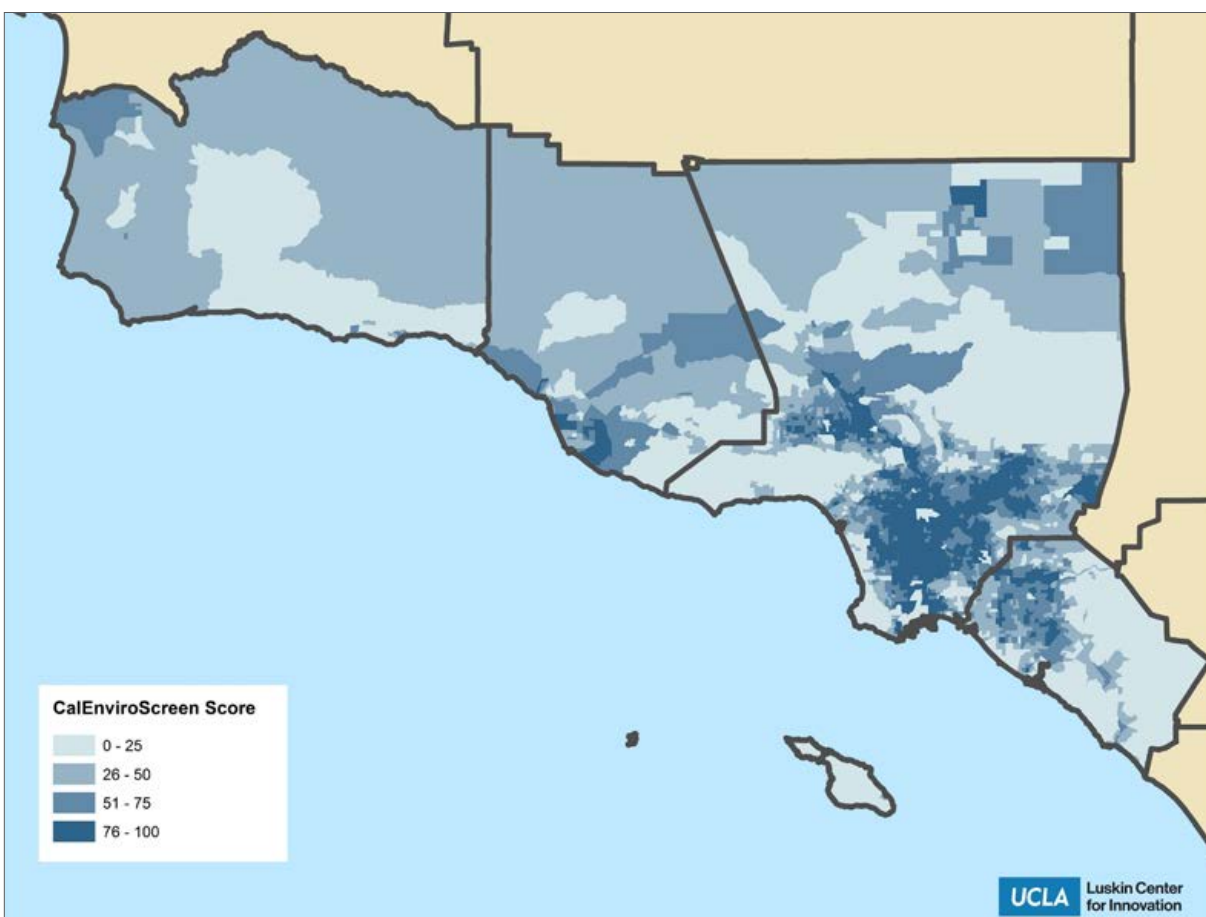 CalEnviroScreen Score
0 - 25
26 - 50
51 - 75
76 - 100
UCLA
Luskin Center
for Innovation